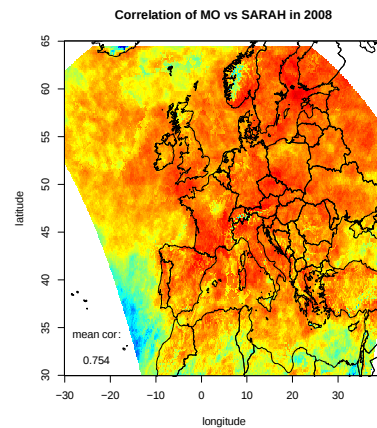 Correlation of MO vs SARAH in 2008
65
60
55
50
45
40
35
30
latitude
mean cor:
0.754
−30 −20 −10 0 10 20 30
longitude